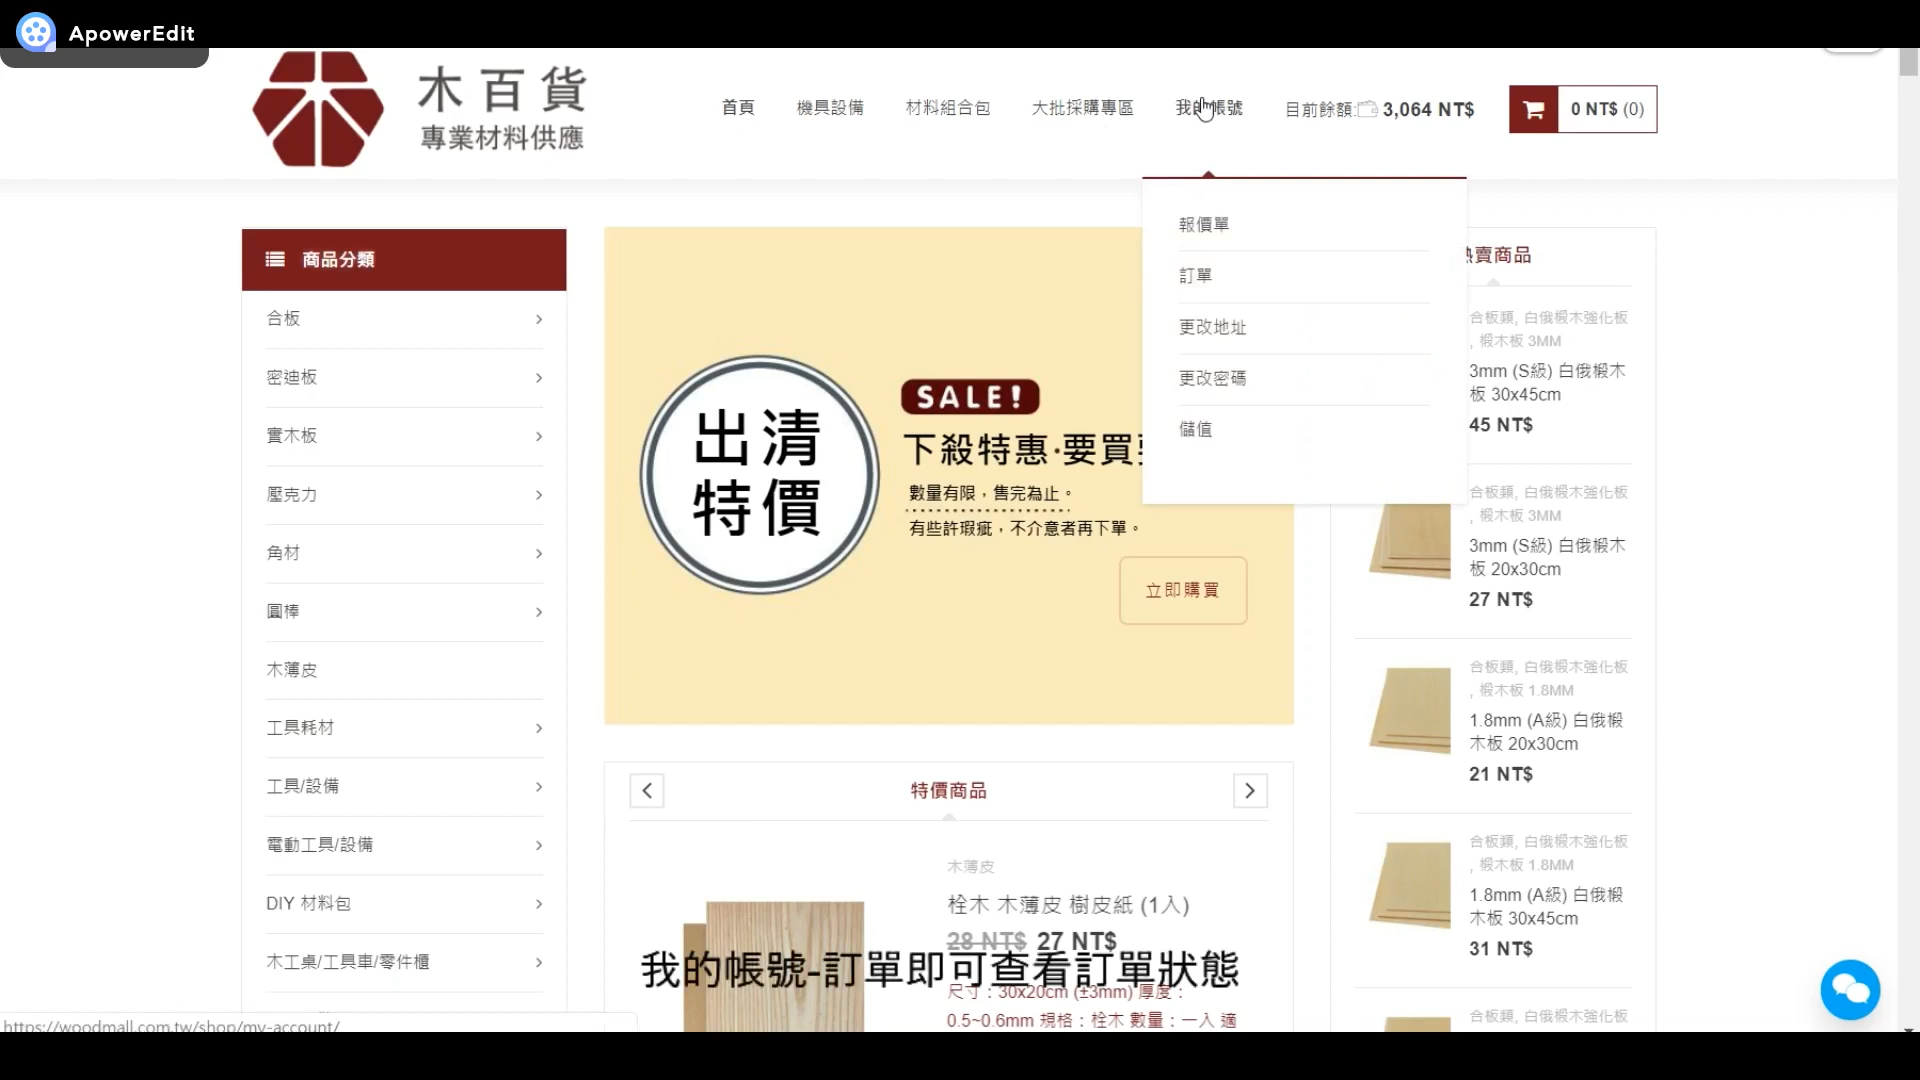 ApowerEdit
木百貨
專業材料供應
首頁
機具設備
材料組合包
大批採購專區
我的帳號
目前餘額: 3,064 NT$
0 NT$ (0)
報價單
訂單
更改地址
更改密碼
儲值
商品分類
合板
密迪板
實木板
壓克力
角材
圓棒
木薄皮
工具耗材
工具/設備
電動工具/設備
DIY 材料包
木工桌/工具車/零件櫃
出清
特價
SALE!
下殺特惠·要買
數量有限，售完為止。
有些許瑕疵，不介意者再下單。
立即購買
特價商品
木薄皮
栓木 木薄皮 樹皮紙 (1入)
28 NT$ 27 NT$
我的帳號-訂單即可查看訂單狀態
尺寸：30x20cm (±3mm) 厚度：
0.5~0.6mm 規格：栓木 數量：一入 適
熱賣商品
合板類, 白俄椴木強化板
, 椴木板 3MM
3mm (S級) 白俄椴木
板 30x45cm
45 NT$
合板類, 白俄椴木強化板
, 椴木板 3MM
3mm (S級) 白俄椴木
板 20x30cm
27 NT$
合板類, 白俄椴木強化板
, 椴木板 1.8MM
1.8mm (A級) 白俄椴
木板 20x30cm
21 NT$
合板類, 白俄椴木強化板
, 椴木板 1.8MM
1.8mm (A級) 白俄椴
木板 30x45cm
31 NT$
合板類, 白俄椴木強化板
https://woodmall.com.tw/shop/my-account/